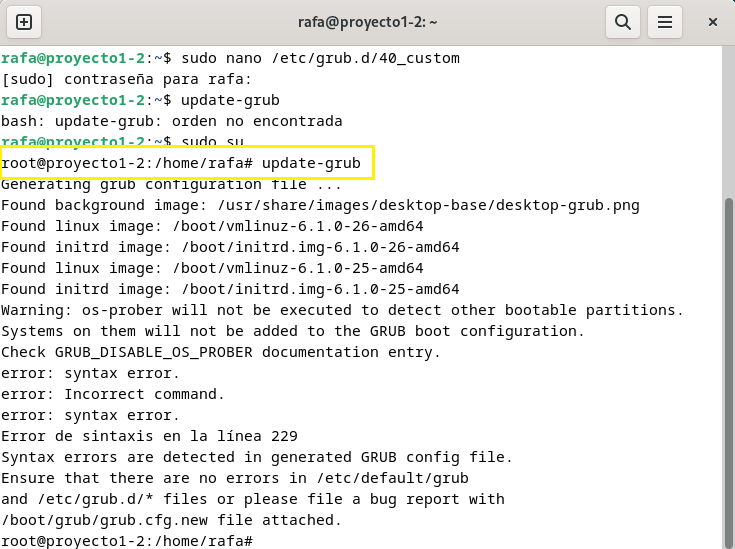 rafa@proyecto1-2: ~
rafa@proyecto1-2:~$ sudo nano /etc/grub.d/40_custom
[sudo] contraseña para rafa:
rafa@proyecto1-2:~$ update-grub
bash: update-grub: orden no encontrada
rafa@proyecto1-2:~$ sudo su
root@proyecto1-2:/home/rafa# update-grub
Generating grub configuration file ...
Found background image: /usr/share/images/desktop-base/desktop-grub.png
Found linux image: /boot/vmlinuz-6.1.0-26-amd64
Found initrd image: /boot/initrd.img-6.1.0-26-amd64
Found linux image: /boot/vmlinuz-6.1.0-25-amd64
Found initrd image: /boot/initrd.img-6.1.0-25-amd64
Warning: os-prober will not be executed to detect other bootable partitions.
Systems on them will not be added to the GRUB boot configuration.
Check GRUB_DISABLE_OS_PROBER documentation entry.
error: syntax error.
error: Incorrect command.
error: syntax error.
Error de sintaxis en la línea 229
Syntax errors are detected in generated GRUB config file.
Ensure that there are no errors in /etc/default/grub
and /etc/grub.d/* files or please file a bug report with
/boot/grub/grub.cfg.new file attached.
root@proyecto1-2:/home/rafa#